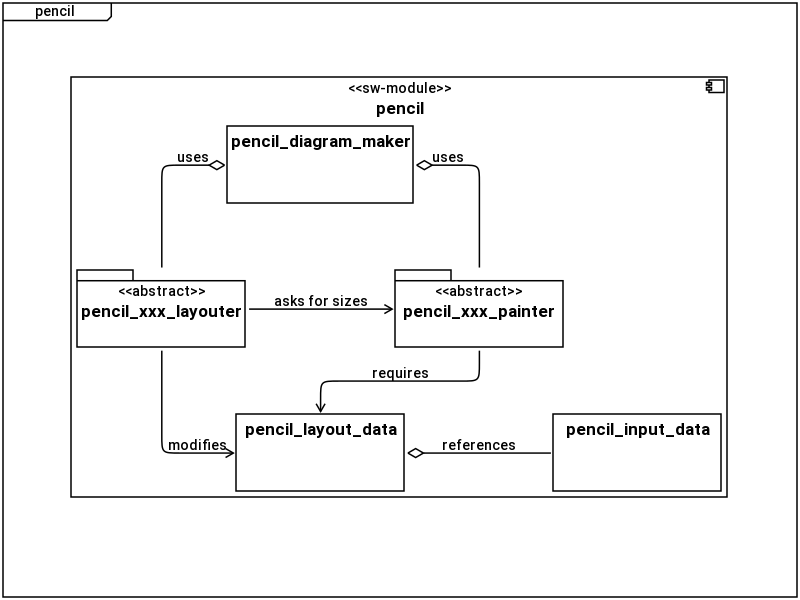 pencil
<<sw-module>>
pencil
pencil_diagram_maker
uses
uses
<<abstract>>
pencil_xxx_layouter
asks for sizes
<<abstract>>
pencil_xxx_painter
requires
pencil_layout_data
modifies
references
pencil_input_data